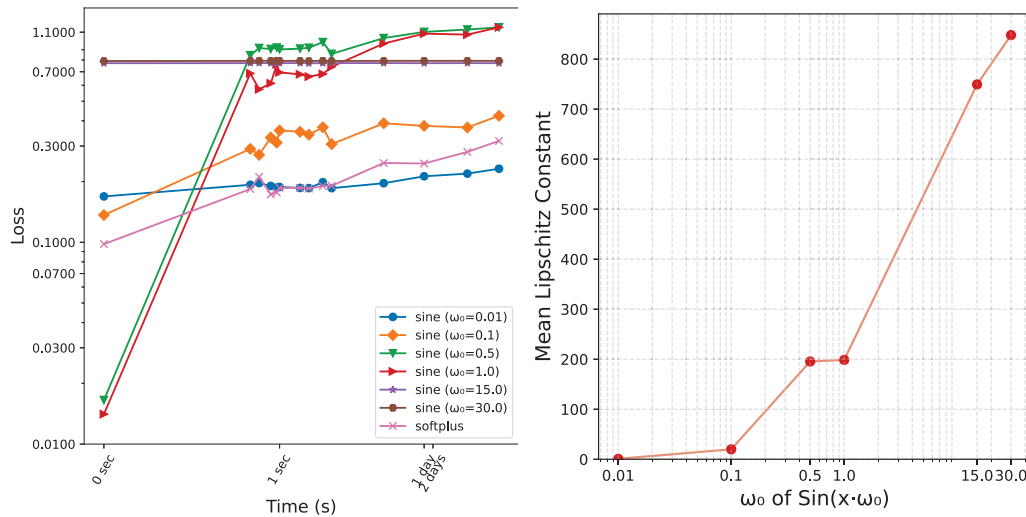 1.1000
0.7000
0.3000
0.1000
0.0700
0.0300
0.0100
Loss
0 sec
1 sec
1 day
2 days
Time (s)
sine (ω₀=0.01)
sine (ω₀=0.1)
sine (ω₀=0.5)
sine (ω₀=1.0)
sine (ω₀=15.0)
sine (ω₀=30.0)
softplus
800
700
600
500
400
300
200
100
0
Mean Lipschitz Constant
0.01
0.1
0.5
1.0
15.0
30.0
ω₀ of Sin(x·ω₀)